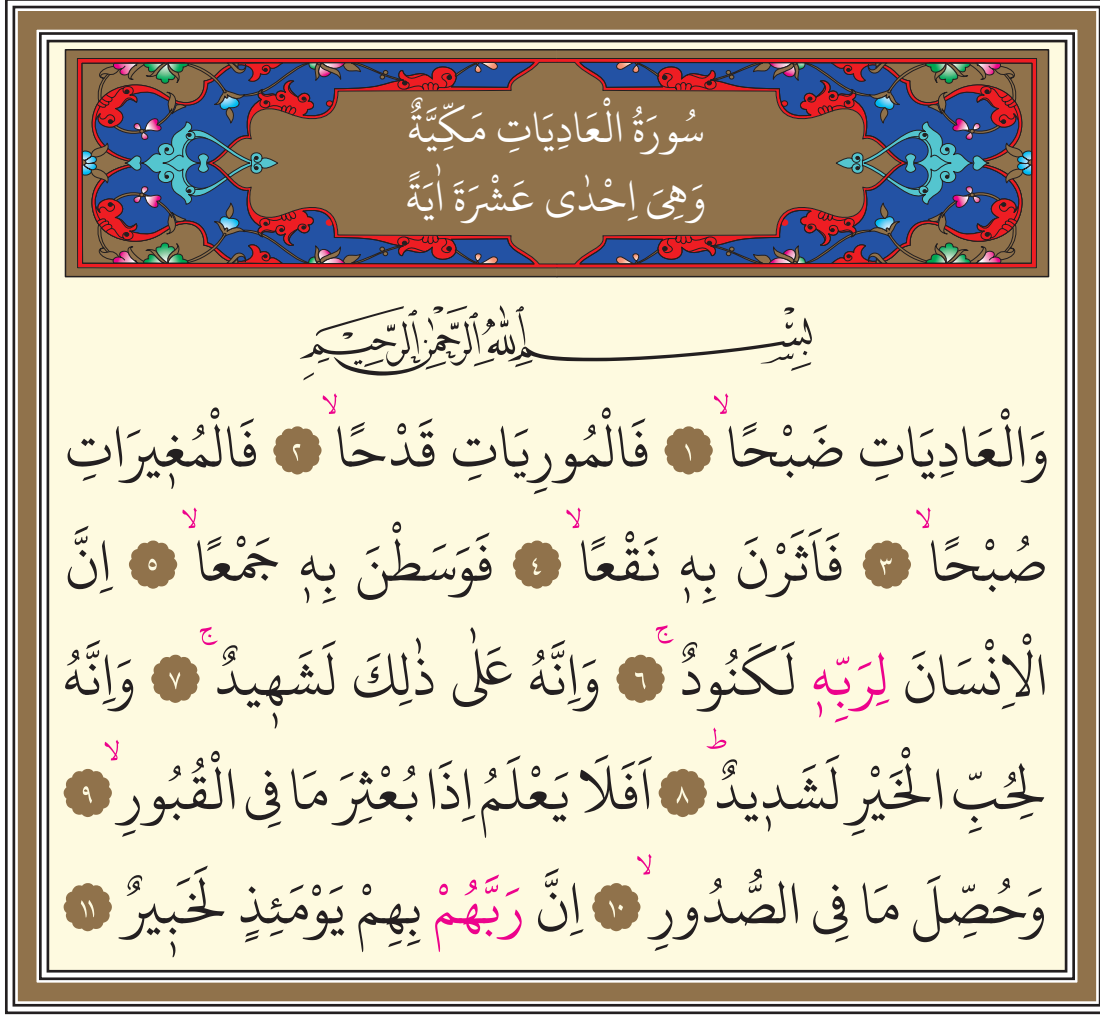 سُورَةُ الْعَادِيَاتِ مَكِّيَّةٌ
وَهِيَ اِحْدٰى عَشْرَةَ اٰيَةً
بِسْمِ اللّٰهِ الرَّحْمٰنِ الرَّحِيمِ
وَالْعَادِيَاتِ ضَبْحًاۙ ١ فَالْمُورِيَاتِ قَدْحًاۙ ٢ فَالْمُغٖيرَاتِ
صُبْحًاۙ ٣ فَاَثَرْنَ بِهٖ نَقْعًاۙ ٤ فَوَسَطْنَ بِهٖ جَمْعًاۙ ٥ اِنَّ
الْاِنْسَانَ لِرَبِّهٖ لَكَنُودٌۚ ٦ وَاِنَّهُ عَلٰى ذٰلِكَ لَشَهٖيدٌۚ ٧ وَاِنَّهُ
لِحُبِّ الْخَيْرِ لَشَدٖيدٌؕ ٨ اَفَلَا يَعْلَمُ اِذَا بُعْثِرَ مَا فِى الْقُبُورِۙ ٩
وَحُصِّلَ مَا فِى الصُّدُورِۙ ١٠ اِنَّ رَبَّهُمْ بِهِمْ يَوْمَئِذٍ لَخَبٖيرٌ ١١